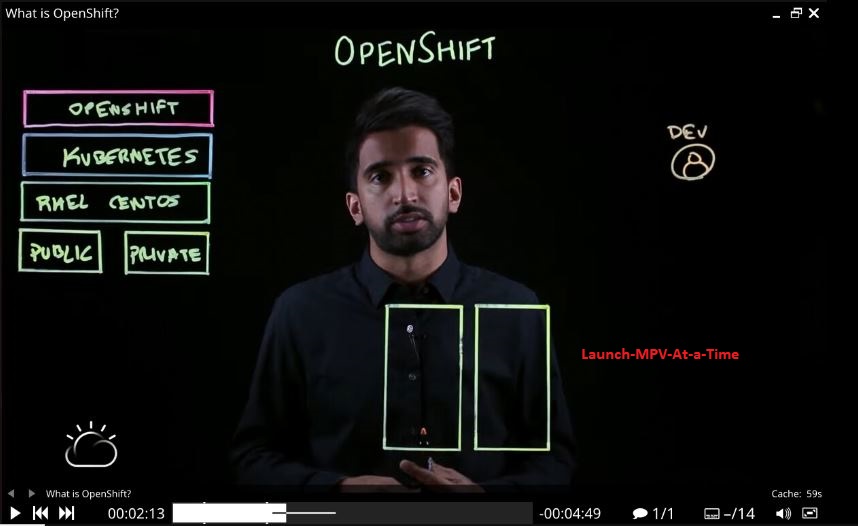 What is OpenShift?
OPENSHIFT
OPENSHIFT
KUBERNETES
RHEL CENTOS
PUBLIC PRIVATE
DEV
Launch-MPV-At-a-Time
What is OpenShift?
Cache: 59s
00:02:13
-00:04:49
1/1
–/14